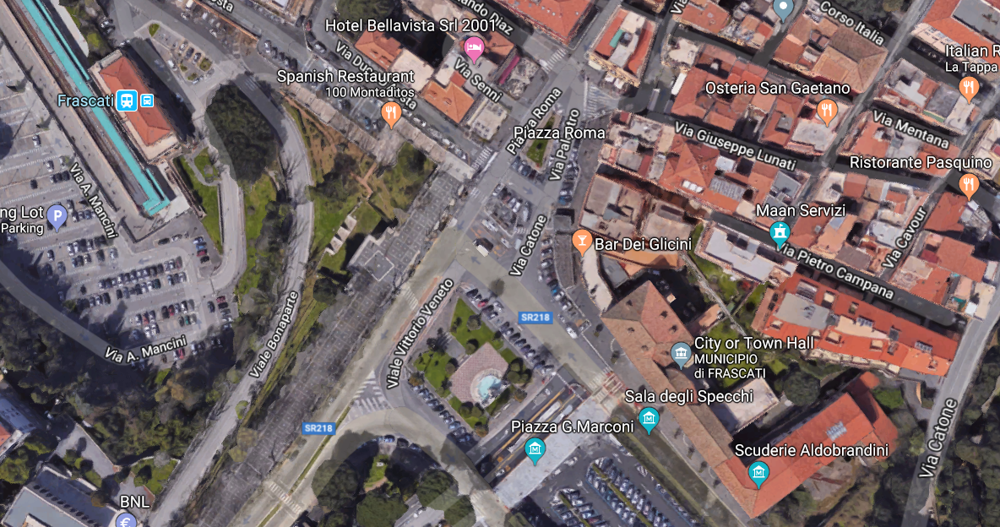 osta
ando Diaz
Via
Corso Italia
Hotel Bellavista Srl 2001
Via Duca
osta
Via Senni
Italian R
La Tappa
Spanish Restaurant
100 Montaditos
Osteria San Gaetano
Frascati
Piazza Roma
Piazza Roma
Via Palestro
Via Mentana
Via Giuseppe Lunati
Ristorante Pasquino
Via A. Mancini
ng Lot
Parking
P
Maan Servizi
Via Catone
Bar Dei Glicini
Via Cavour
Via Pietro Campana
Viale Vittorio Veneto
SR218
Via A. Mancini
Viale Bonaparte
City or Town Hall
MUNICIPIO
di FRASCATI
Sala degli Specchi
SR218
Piazza G.Marconi
Scuderie Aldobrandini
Via Catone
BNL
€